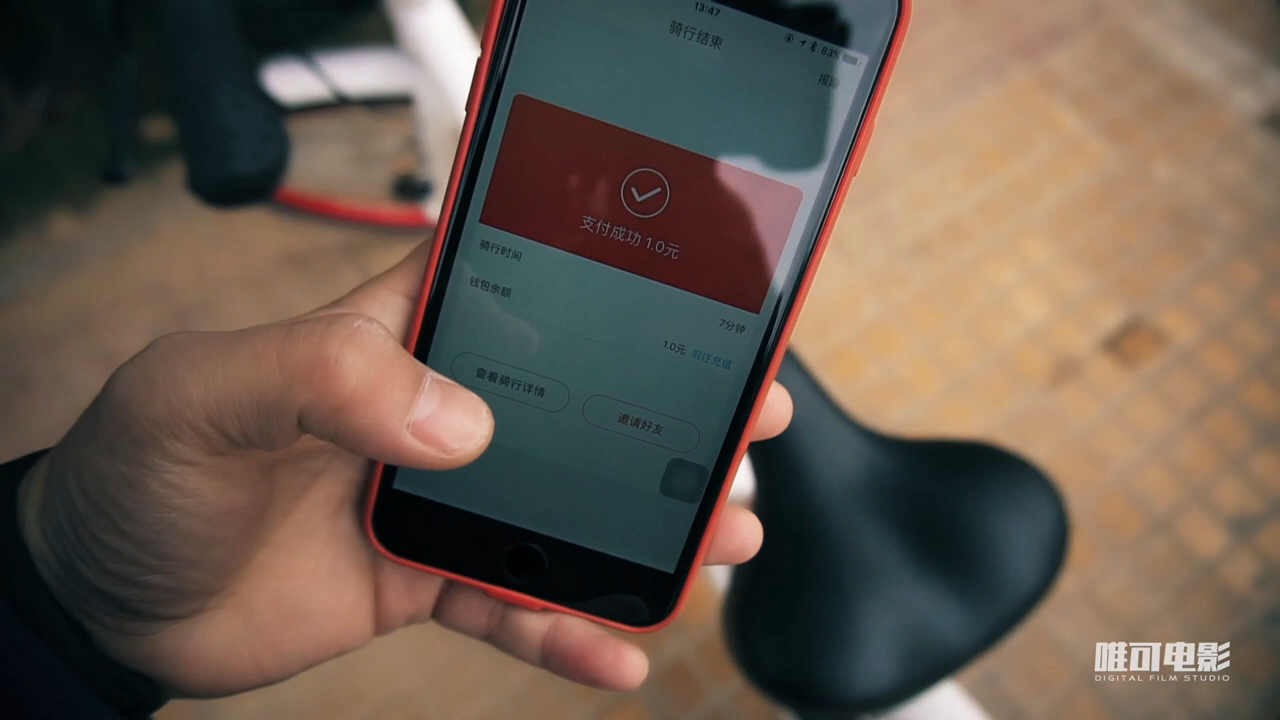 13:47
83%
骑行结束
支付成功 1.0元
骑行时间
7分钟
钱包余额
1.0元 前往充值
查看骑行详情
邀请好友
唯可电影
DIGITAL FILM STUDIO